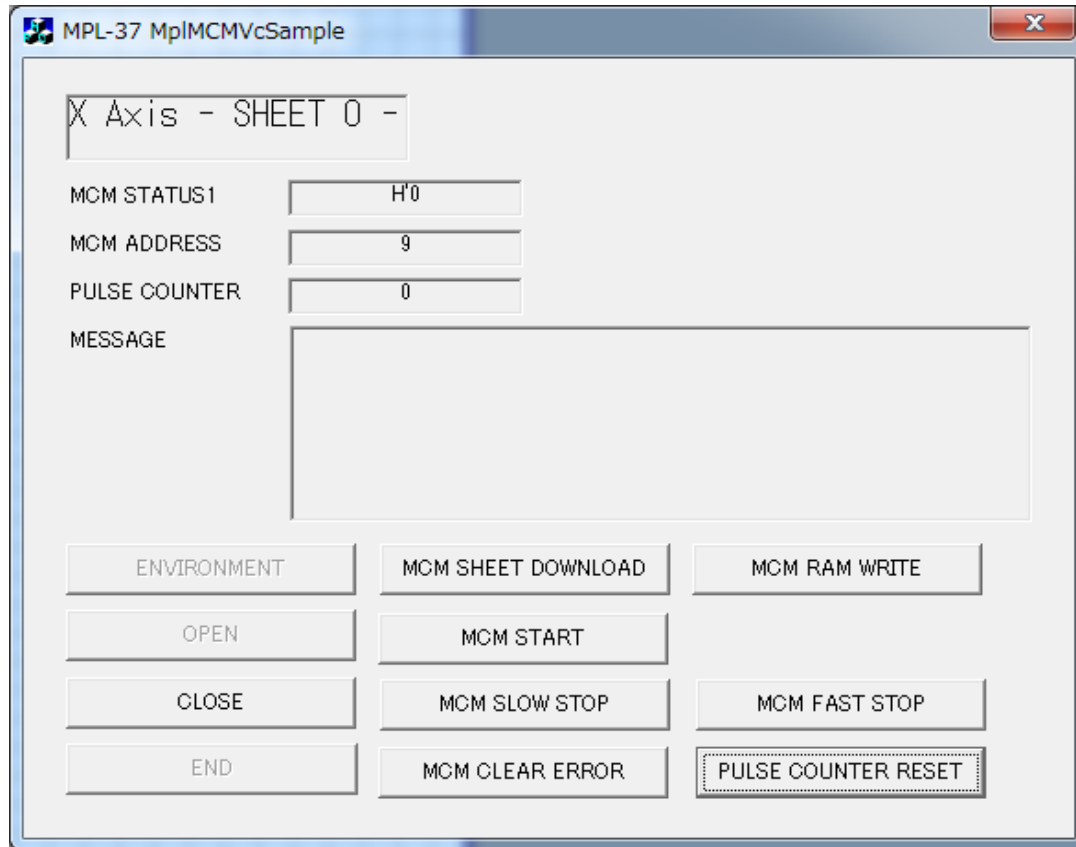 MPL-37 MplMCMVcSample
X Axis - SHEET 0 -
MCM STATUS1 H'0
MCM ADDRESS 9
PULSE COUNTER 0
MESSAGE
ENVIRONMENT MCM SHEET DOWNLOAD MCM RAM WRITE
OPEN MCM START
CLOSE MCM SLOW STOP MCM FAST STOP
END MCM CLEAR ERROR PULSE COUNTER RESET